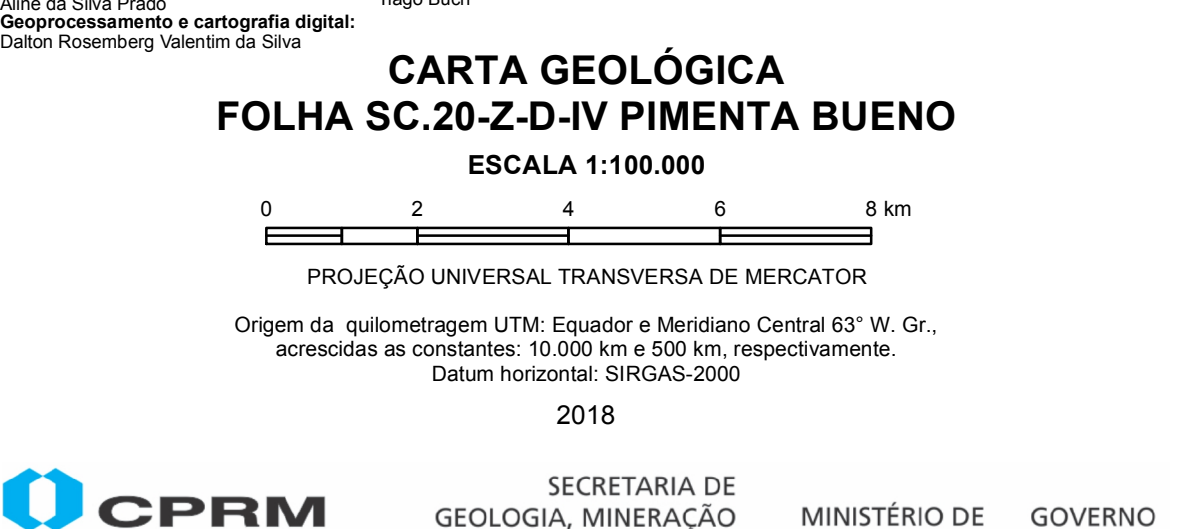 Aline da Silva Prado
Tiago Buch
Geoprocessamento e cartografia digital:
Dalton Rosemberg Valentim da Silva
CARTA GEOLÓGICA
FOLHA SC.20-Z-D-IV PIMENTA BUENO
ESCALA 1:100.000
0 2 4 6 8 km
PROJEÇÃO UNIVERSAL TRANSVERSA DE MERCATOR
Origem da quilometragem UTM: Equador e Meridiano Central 63° W. Gr.,
acrescidas as constantes: 10.000 km e 500 km, respectivamente.
Datum horizontal: SIRGAS-2000
2018
CPRM
SECRETARIA DE
GEOLOGIA, MINERAÇÃO
MINISTÉRIO DE
GOVERNO